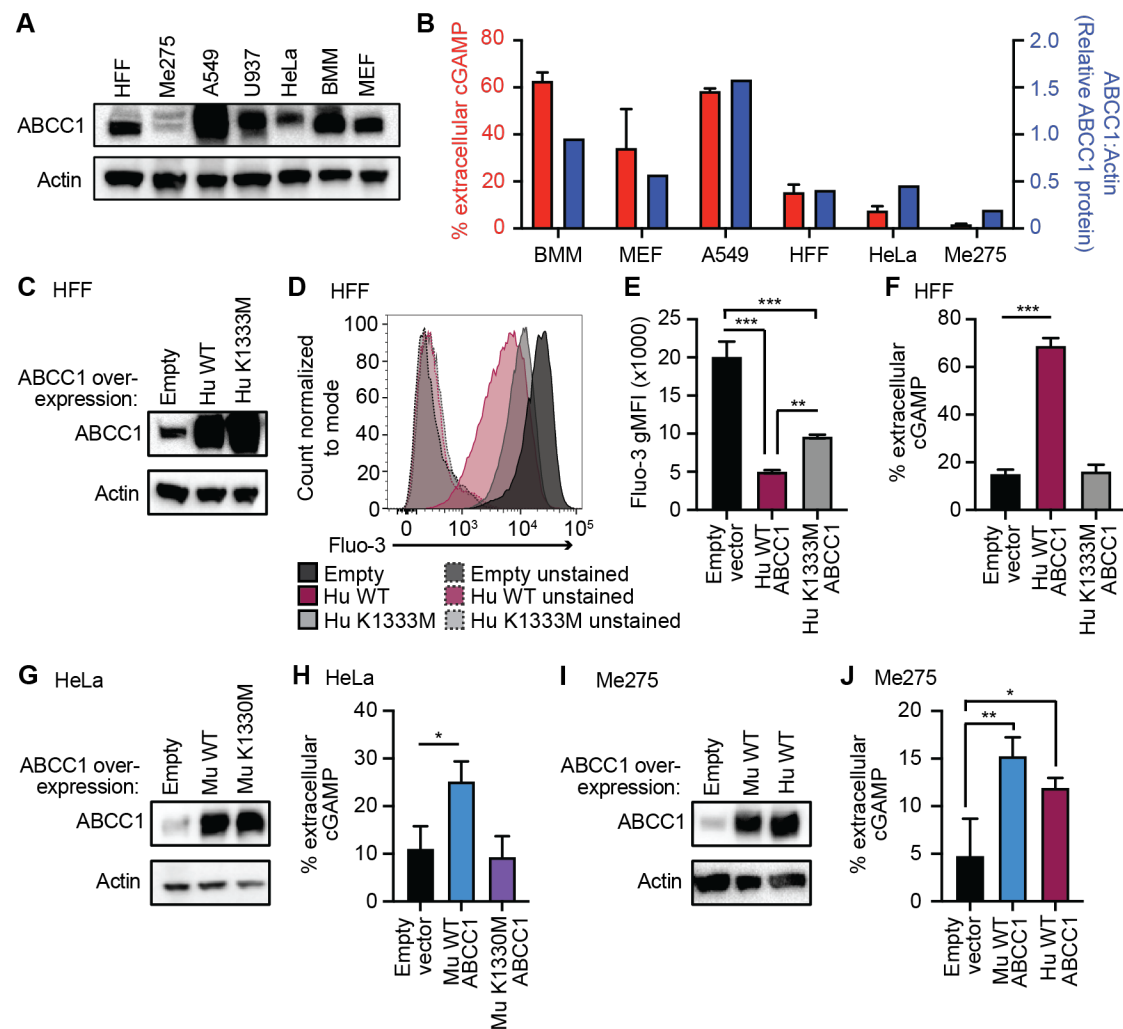 A
HFF
Me275
A549
U937
HeLa
BMM
MEF
ABCC1
Actin
B
% extracellular cGAMP
80
60
40
20
0
BMM
MEF
A549
HFF
HeLa
Me275
2.0
1.5
1.0
0.5
0
ABCC1:Actin
(Relative ABCC1 protein)
C HFF
ABCC1 over-
expression:
Empty
Hu WT
Hu K1333M
ABCC1
Actin
D HFF
Count normalized
to mode
100
80
60
40
20
0
0
10³
10⁴
10⁵
Fluo-3
Empty
Hu WT
Hu K1333M
Empty unstained
Hu WT unstained
Hu K1333M unstained
E
Fluo-3 gMFI (x1000)
25
20
15
10
5
0
***
***
**
Empty
vector
Hu WT
ABCC1
Hu K1333M
ABCC1
F HFF
% extracellular
cGAMP
80
60
40
20
0
***
Empty
vector
Hu WT
ABCC1
Hu K1333M
ABCC1
G HeLa
ABCC1 over-
expression:
Empty
Mu WT
Mu K1330M
ABCC1
Actin
H HeLa
% extracellular
cGAMP
40
30
20
10
0
*
Empty
vector
Mu WT
ABCC1
Mu K1330M
ABCC1
I Me275
ABCC1 over-
expression:
Empty
Mu WT
Hu WT
ABCC1
Actin
J Me275
% extracellular
cGAMP
20
15
10
5
0
*
**
Empty
vector
Mu WT
ABCC1
Hu WT
ABCC1